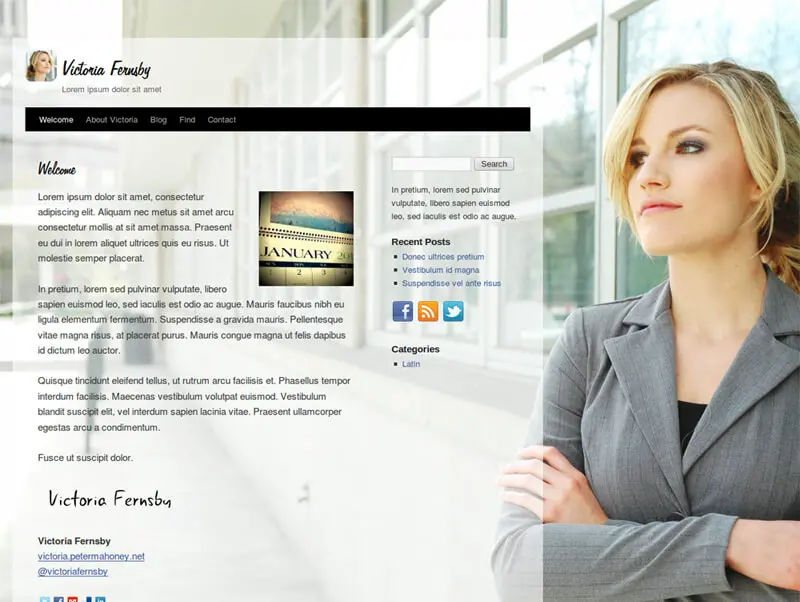 Victoria Fernsby
Lorem ipsum dolor sit amet
Welcome
About Victoria
Blog
Find
Contact
Welcome
Lorem ipsum dolor sit amet, consectetur
adipiscing elit. Aliquam nec metus sit amet arcu
consectetur mollis at sit amet massa. Praesent
eu dui in lorem aliquet ultrices quis eu risus. Ut
molestie semper placerat.
JANUARY 201
1 2 3
In pretium, lorem sed pulvinar vulputate, libero
sapien euismod leo, sed iaculis est odio ac augue. Mauris faucibus nibh eu
ligula elementum fermentum. Suspendisse a gravida mauris. Pellentesque
vitae magna risus, at placerat purus. Mauris congue magna ut felis dapibus
id dictum leo auctor.
Quisque tincidunt eleifend tellus, ut rutrum arcu facilisis et. Phasellus tempor
interdum facilisis. Maecenas vestibulum volutpat euismod. Vestibulum
blandit suscipit elit, vel interdum sapien lacinia vitae. Praesent ullamcorper
egestas arcu a condimentum.
Fusce ut suscipit dolor.
Victoria Fernsby
Victoria Fernsby
victoria.petermahoney.net
@victoriafernsby
Search
In pretium, lorem sed pulvinar
vulputate, libero sapien euismod
leo, sed iaculis est odio ac augue.
Recent Posts
Donec ultrices pretium
Vestibulum id magna
Suspendisse vel ante risus
Categories
Latin